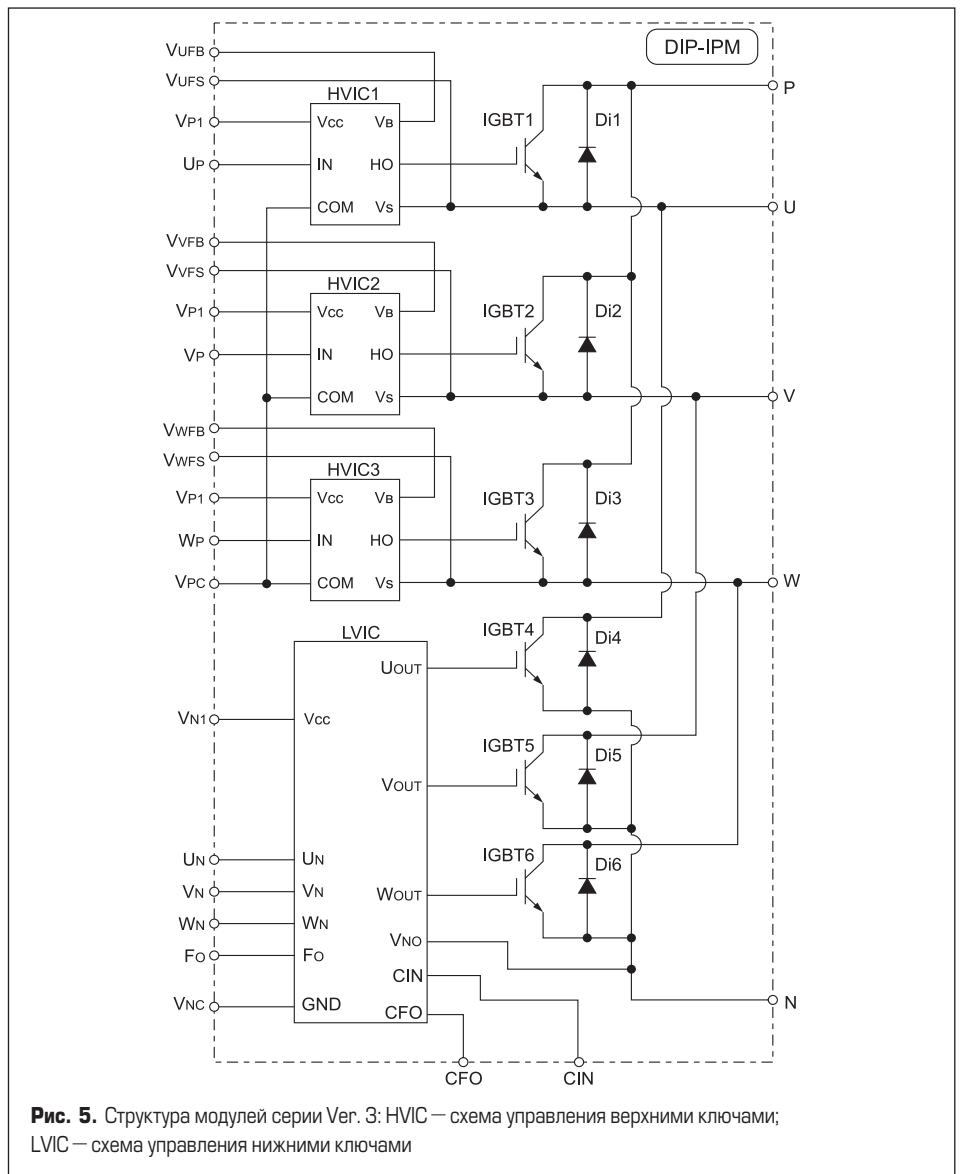 DIP-IPM
VUFB
VUFS
HVIC1
VP1
VCC
VB
IGBT1
Di1
P
UP
IN
HO
COM
VS
U
VVFB
VVFS
HVIC2
VP1
VCC
VB
IGBT2
Di2
VP
IN
HO
COM
VS
V
VWFB
VWFS
HVIC3
VP1
VCC
VB
IGBT3
Di3
WP
IN
HO
VPC
COM
VS
W
LVIC
IGBT4
Di4
UOUT
VN1
VCC
IGBT5
Di5
VOUT
UN
UN
IGBT6
Di6
VN
VN
WOUT
WN
WN
VNO
FO
FO
CIN
VNC
GND
CFO
N
CFO
CIN
Рис. 5. Структура модулей серии Ver. 3: HVIC — схема управления верхними ключами;
LVIC — схема управления нижними ключами